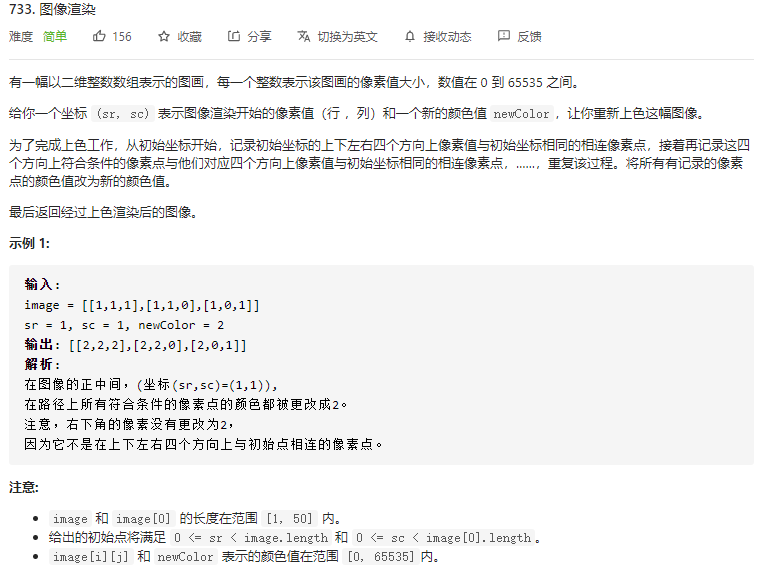 733. 图像渲染
难度 简单 156 收藏 分享 切换为英文 接收动态 反馈
有一幅以二维整数数组表示的图画，每一个整数表示该图画的像素值大小，数值在 0 到 65535 之间。
给你一个坐标 (sr, sc) 表示图像渲染开始的像素值（行 ，列）和一个新的颜色值 newColor ，让你重新上色这幅图像。
为了完成上色工作，从初始坐标开始，记录初始坐标的上下左右四个方向上像素值与初始坐标相同的相连像素点，接着再记录这四
个方向上符合条件的像素点与他们对应四个方向上像素值与初始坐标相同的相连像素点，……，重复该过程。将所有有记录的像素
点的颜色值改为新的颜色值。
最后返回经过上色渲染后的图像。
示例 1:
输入:
image = [[1,1,1],[1,1,0],[1,0,1]]
sr = 1, sc = 1, newColor = 2
输出: [[2,2,2],[2,2,0],[2,0,1]]
解析:
在图像的正中间，(坐标(sr,sc)=(1,1)),
在路径上所有符合条件的像素点的颜色都被更改成2。
注意，右下角的像素没有更改为2，
因为它不是在上下左右四个方向上与初始点相连的像素点。
注意:
• image 和 image[0] 的长度在范围 [1, 50] 内。
• 给出的初始点将满足 0 <= sr < image.length 和 0 <= sc < image[0].length 。
• image[i][j] 和 newColor 表示的颜色值在范围 [0, 65535] 内。